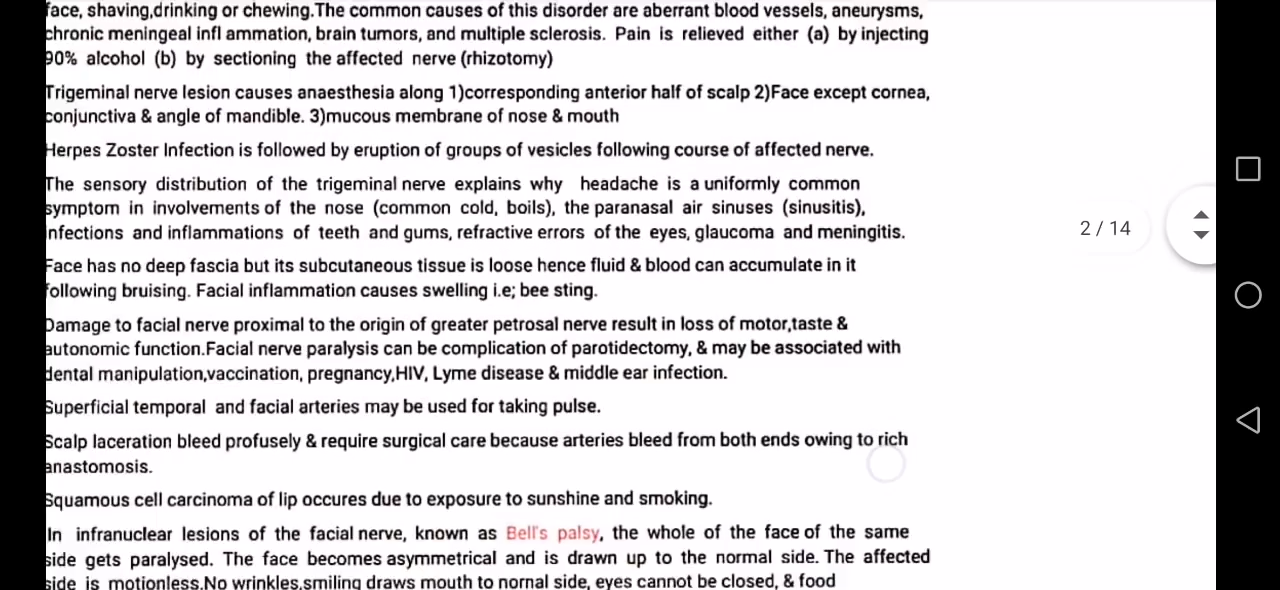 face, shaving,drinking or chewing.The common causes of this disorder are aberrant blood vessels, aneurysms,
chronic meningeal infl ammation, brain tumors, and multiple sclerosis. Pain is relieved either (a) by injecting
90% alcohol (b) by sectioning the affected nerve (rhizotomy)
Trigeminal nerve lesion causes anaesthesia along 1)corresponding anterior half of scalp 2)Face except cornea,
conjunctiva & angle of mandible. 3)mucous membrane of nose & mouth
Herpes Zoster Infection is followed by eruption of groups of vesicles following course of affected nerve.
The sensory distribution of the trigeminal nerve explains why headache is a uniformly common
symptom in involvements of the nose (common cold, boils), the paranasal air sinuses (sinusitis),
infections and inflammations of teeth and gums, refractive errors of the eyes, glaucoma and meningitis.
2 / 14
Face has no deep fascia but its subcutaneous tissue is loose hence fluid & blood can accumulate in it
following bruising. Facial inflammation causes swelling i.e; bee sting.
Damage to facial nerve proximal to the origin of greater petrosal nerve result in loss of motor,taste &
autonomic function.Facial nerve paralysis can be complication of parotidectomy, & may be associated with
dental manipulation,vaccination, pregnancy,HIV, Lyme disease & middle ear infection.
Superficial temporal and facial arteries may be used for taking pulse.
Scalp laceration bleed profusely & require surgical care because arteries bleed from both ends owing to rich
anastomosis.
Squamous cell carcinoma of lip occures due to exposure to sunshine and smoking.
In infranuclear lesions of the facial nerve, known as Bell's palsy, the whole of the face of the same
side gets paralysed. The face becomes asymmetrical and is drawn up to the normal side. The affected
side is motionless.No wrinkles,smiling draws mouth to nornal side, eyes cannot be closed, & food